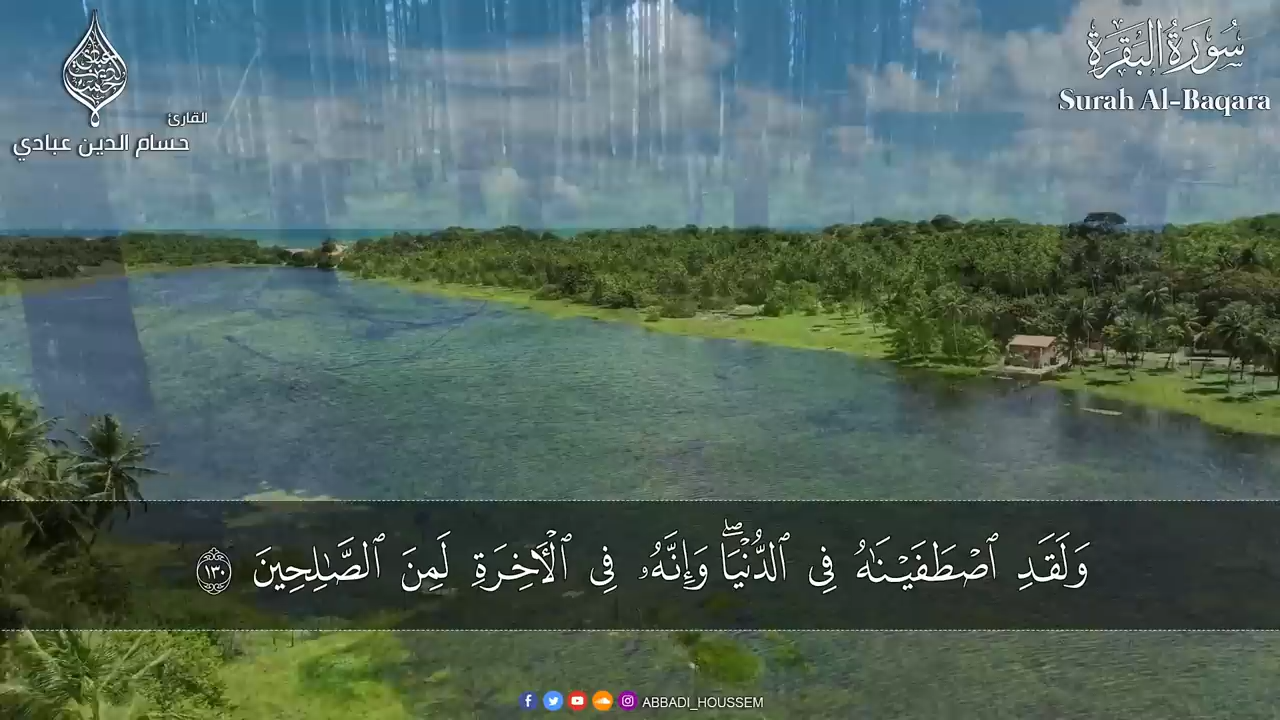 سُورَةُ البَقَرَةِ
Surah Al-Baqara
القارئ
حسام الدين عبادي
وَلَقَدِ ٱصْطَفَيْنَٰهُ فِى ٱلدُّنْيَا ۖ وَإِنَّهُۥ فِى ٱلْأَخِرَةِ لَمِنَ ٱلصَّٰلِحِينَ ١٣٠
ABBADI_HOUSSEM